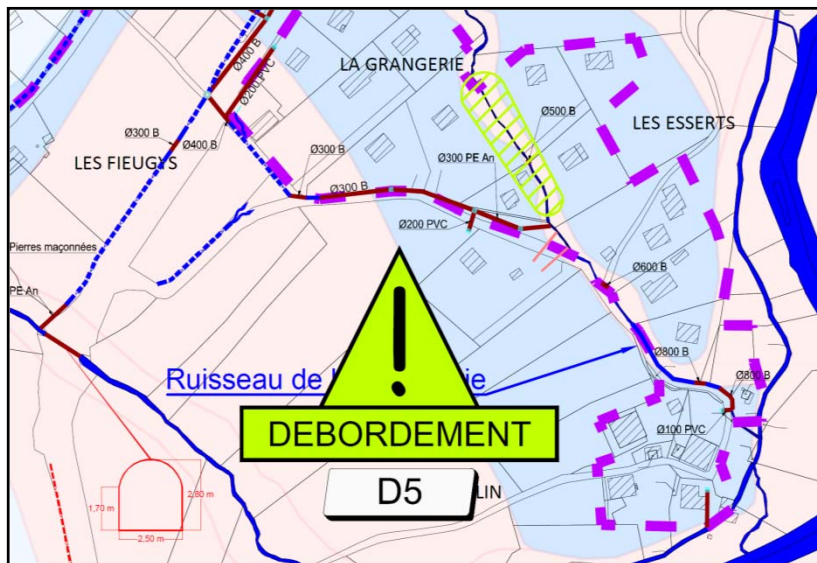 Ø400 B
Ø200 PVC
LA GRANGERIE
Ø300 B
Ø400 B
LES FIEUGYS
Ø500 B
LES ESSERTS
Ø300 B
Ø300 PE An
Ø300 B
Ø200 PVC
Pierres maçonnées
PE An
Ø600 B
Ø800 B
Ø800 B
Ruisseau de
DEBORDEMENT
Ø100 PVC
D5
1,70 m
2,80 m
2,50 m